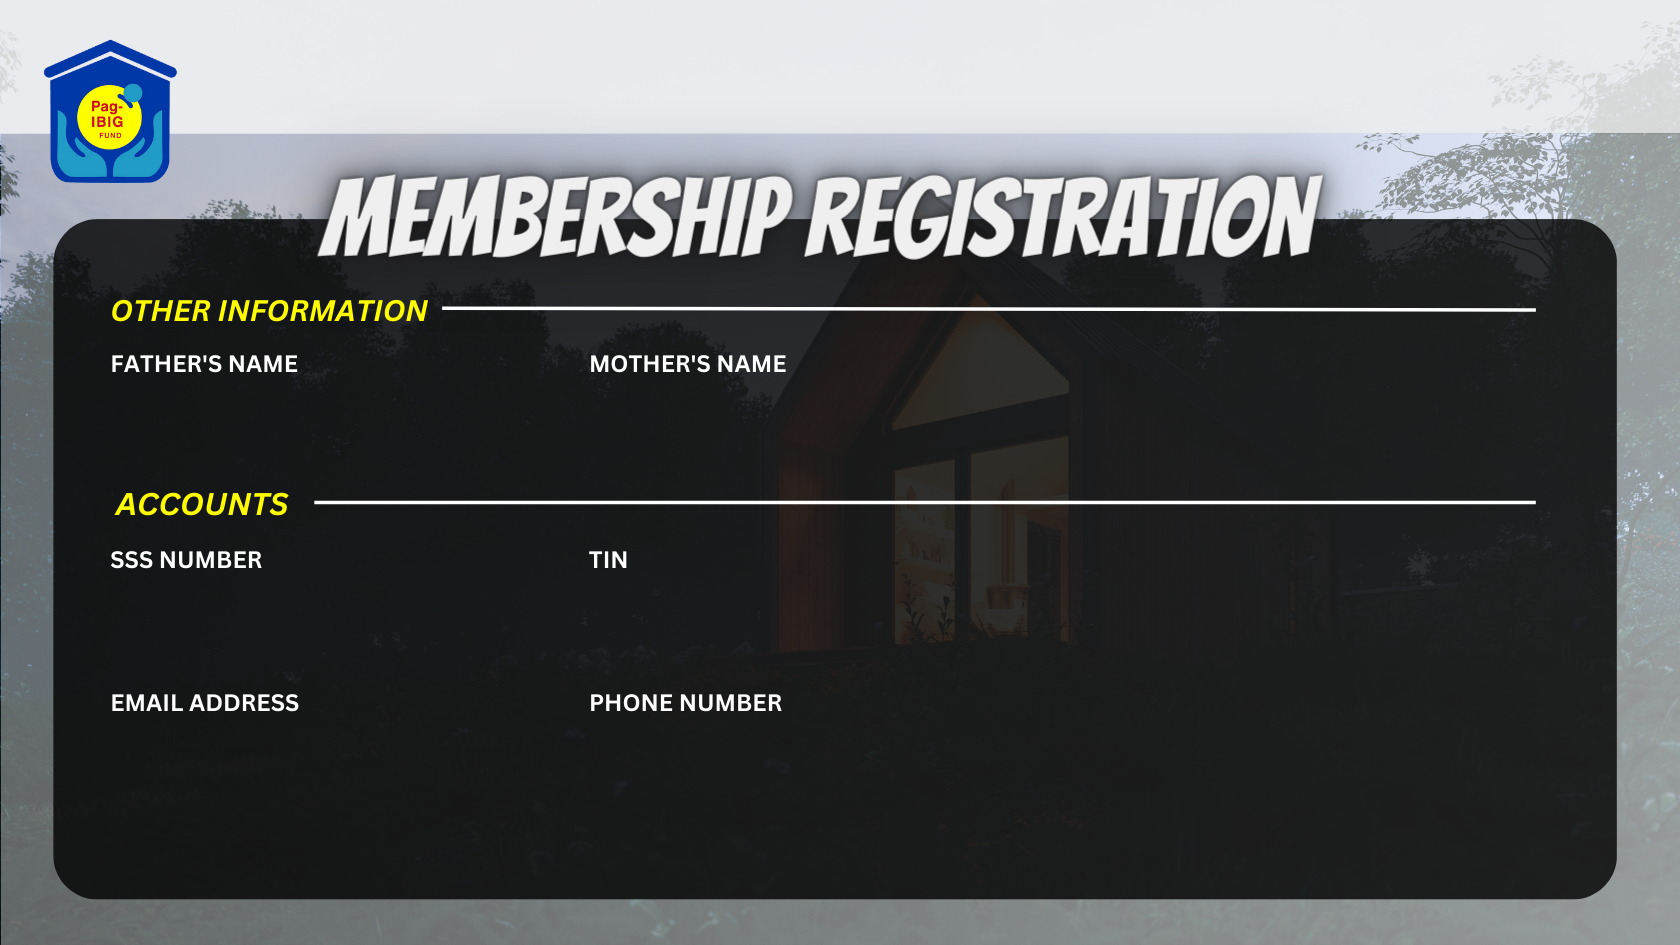 Pag-
IBIG
FUND
MEMBERSHIP REGISTRATION
OTHER INFORMATION
FATHER'S NAME
MOTHER'S NAME
ACCOUNTS
SSS NUMBER
TIN
EMAIL ADDRESS
PHONE NUMBER